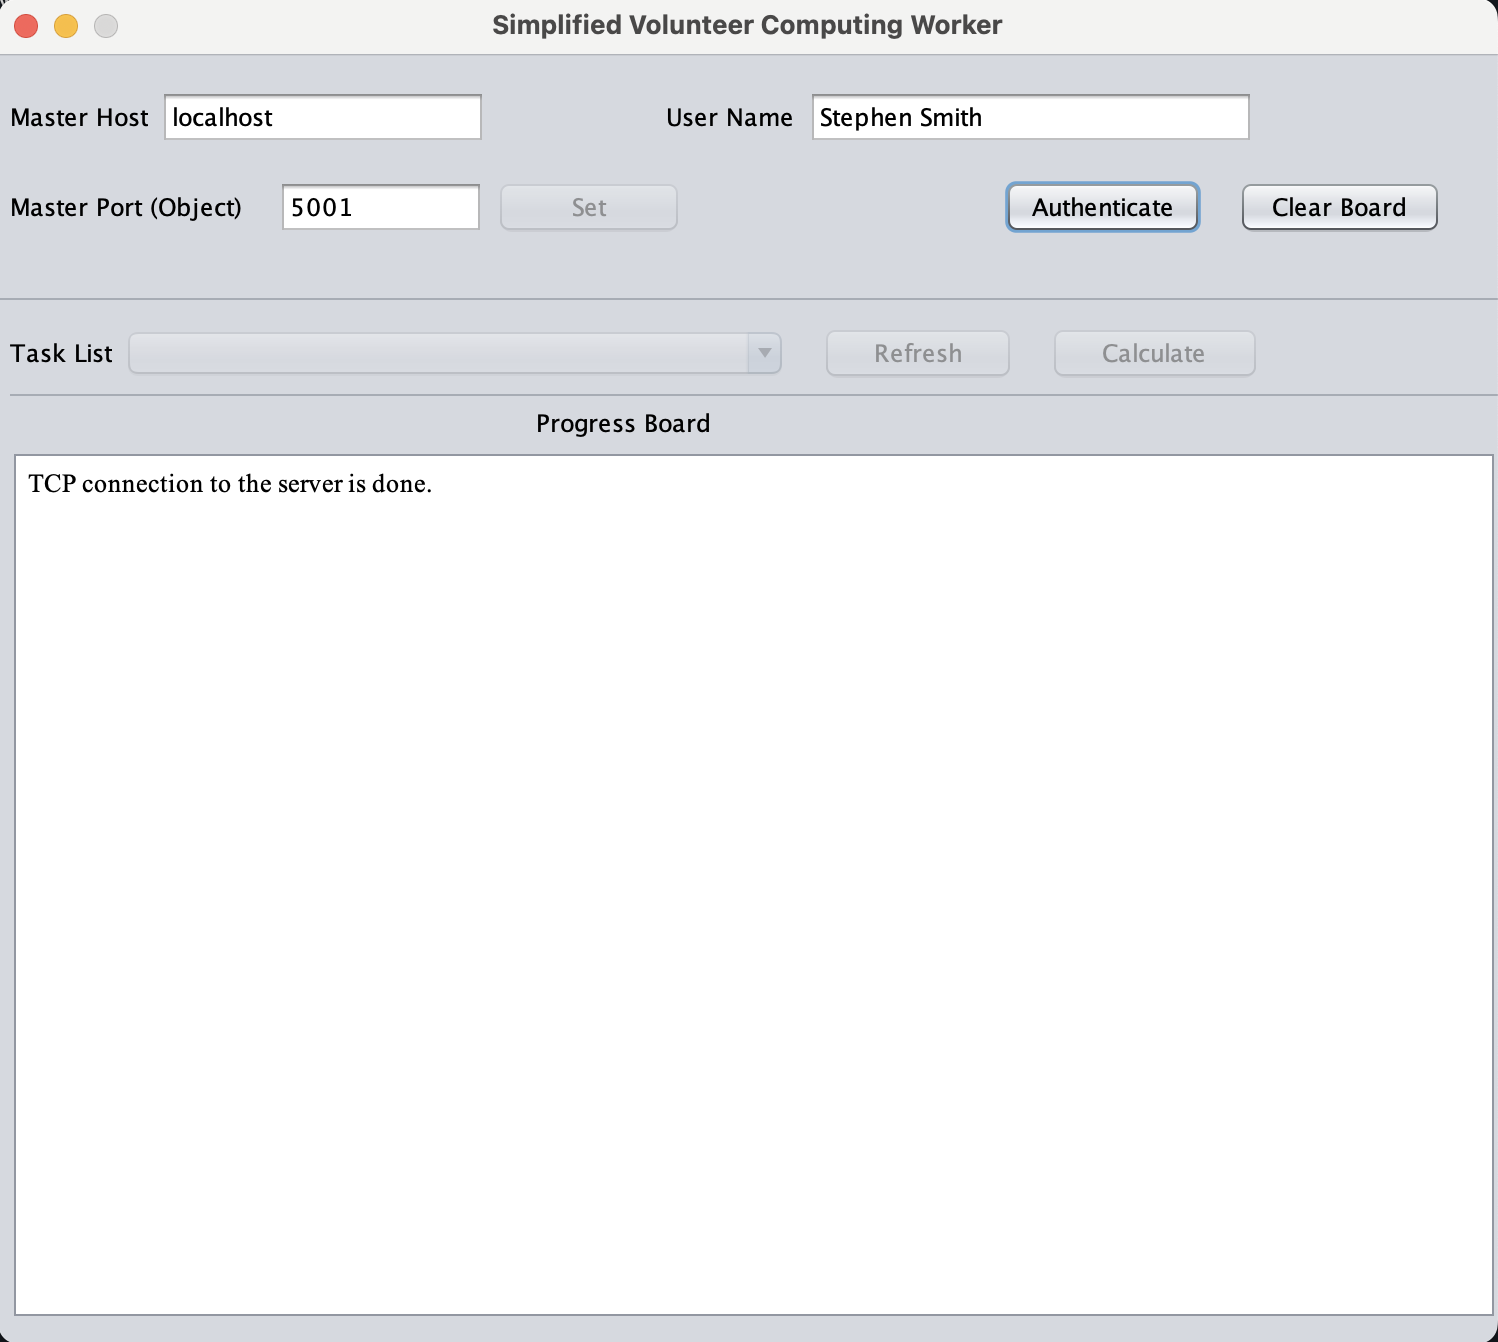 Simplified Volunteer Computing Worker
Master Host localhost User Name Stephen Smith
Master Port (Object) 5001 Set Authenticate Clear Board
Task List Refresh Calculate
Progress Board
TCP connection to the server is done.